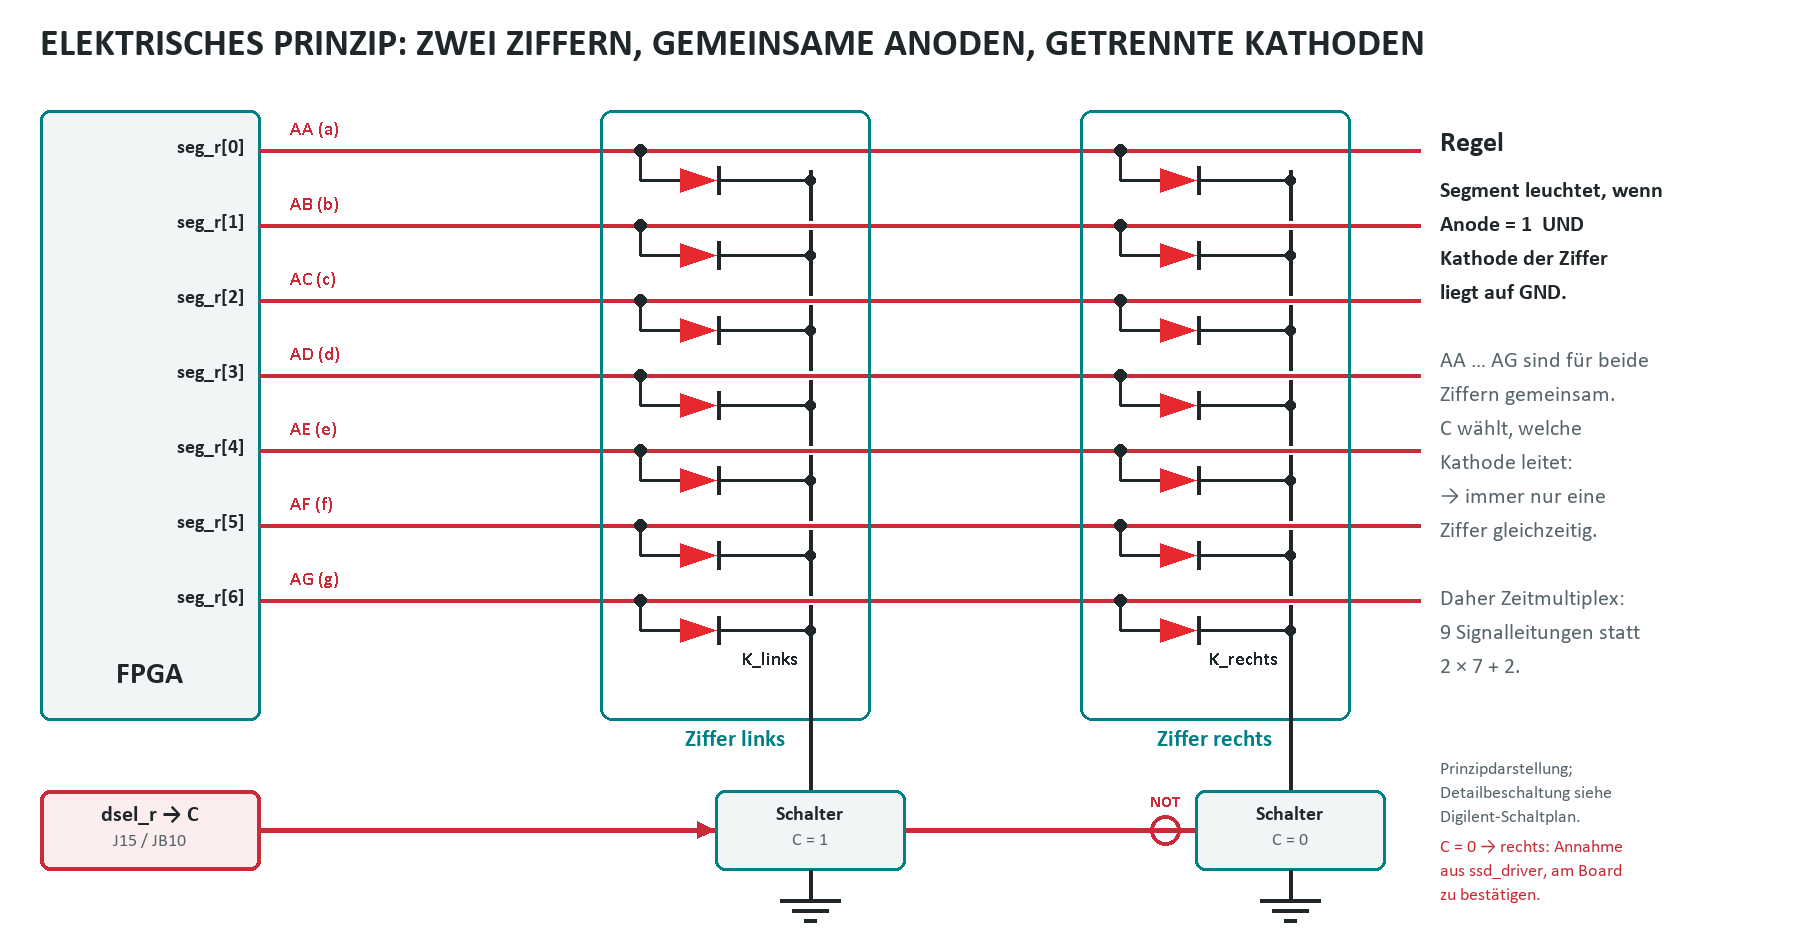 ELEKTRISCHES PRINZIP: ZWEI ZIFFERN, GEMEINSAME ANODEN, GETRENNTE KATHODEN
seg_r[0]
AA (a)
seg_r[1]
AB (b)
seg_r[2]
AC (c)
seg_r[3]
AD (d)
seg_r[4]
AE (e)
seg_r[5]
AF (f)
seg_r[6]
AG (g)
FPGA
K_links
Ziffer links
K_rechts
Ziffer rechts
dsel_r → C
J15 / JB10
Schalter
C = 1
NOT
Schalter
C = 0
Regel
Segment leuchtet, wenn
Anode = 1 UND
Kathode der Ziffer
liegt auf GND.
AA ... AG sind für beide
Ziffern gemeinsam.
C wählt, welche
Kathode leitet:
→ immer nur eine
Ziffer gleichzeitig.
Daher Zeitmultiplex:
9 Signalleitungen statt
2 × 7 + 2.
Prinzipdarstellung;
Detailbeschaltung siehe
Digilent-Schaltplan.
C = 0 → rechts: Annahme
aus ssd_driver, am Board
zu bestätigen.